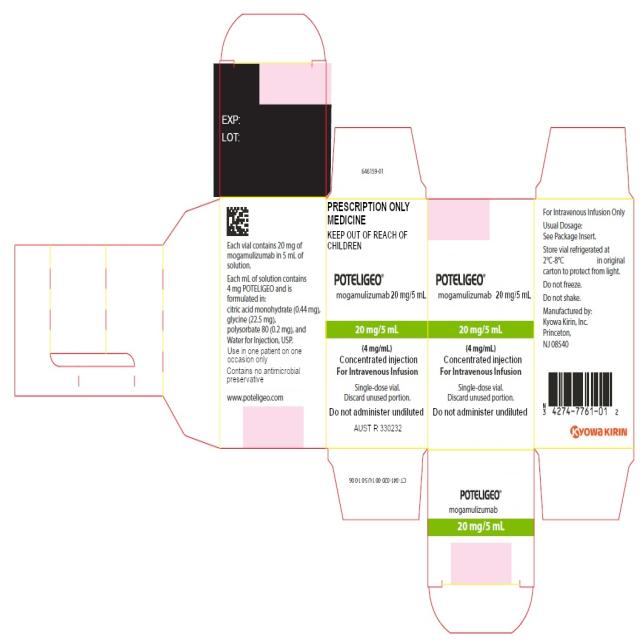 EXP:
LOT:
646159-01
Each vial contains 20 mg of
mogamulizumab in 5 mL of
solution.
Each mL of solution contains
4 mg POTELIGEO and is
formulated in:
citric acid monohydrate (0.44 mg),
glycine (22.5 mg),
polysorbate 80 (0.2 mg), and
Water for Injection, USP.
Use in one patient on one
occasion only
Contains no antimicrobial
preservative
www.poteligeo.com
PRESCRIPTION ONLY
MEDICINE
KEEP OUT OF REACH OF
CHILDREN
POTELIGEO®
mogamulizumab 20 mg/5 mL
20 mg/5 mL
(4 mg/mL)
Concentrated injection
For Intravenous Infusion
Single-dose vial.
Discard unused portion.
Do not administer undiluted
AUST R 330232
POTELIGEO®
mogamulizumab 20 mg/5 mL
20 mg/5 mL
(4 mg/mL)
Concentrated injection
For Intravenous Infusion
Single-dose vial.
Discard unused portion.
Do not administer undiluted
For Intravenous Infusion Only
Usual Dosage:
See Package Insert.
Store vial refrigerated at
2°C-8°C in original
carton to protect from light.
Do not freeze.
Do not shake.
Manufactured by:
Kyowa Kirin, Inc.
Princeton,
NJ 08540
N3 4274-7761-01 2
KYOWA KIRIN
POTELIGEO®
mogamulizumab
20 mg/5 mL